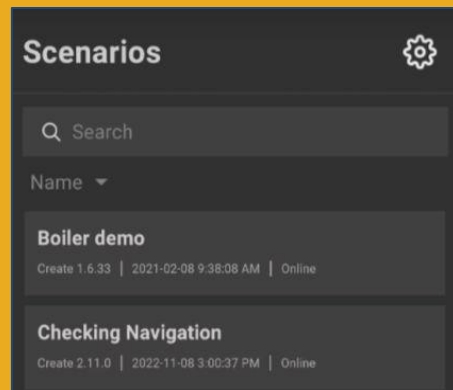 Scenarios
Search
Name
Boiler demo
Create 1.6.33 | 2021-02-08 9:38:08 AM | Online
Checking Navigation
Create 2.11.0 | 2022-11-08 3:00:37 PM | Online